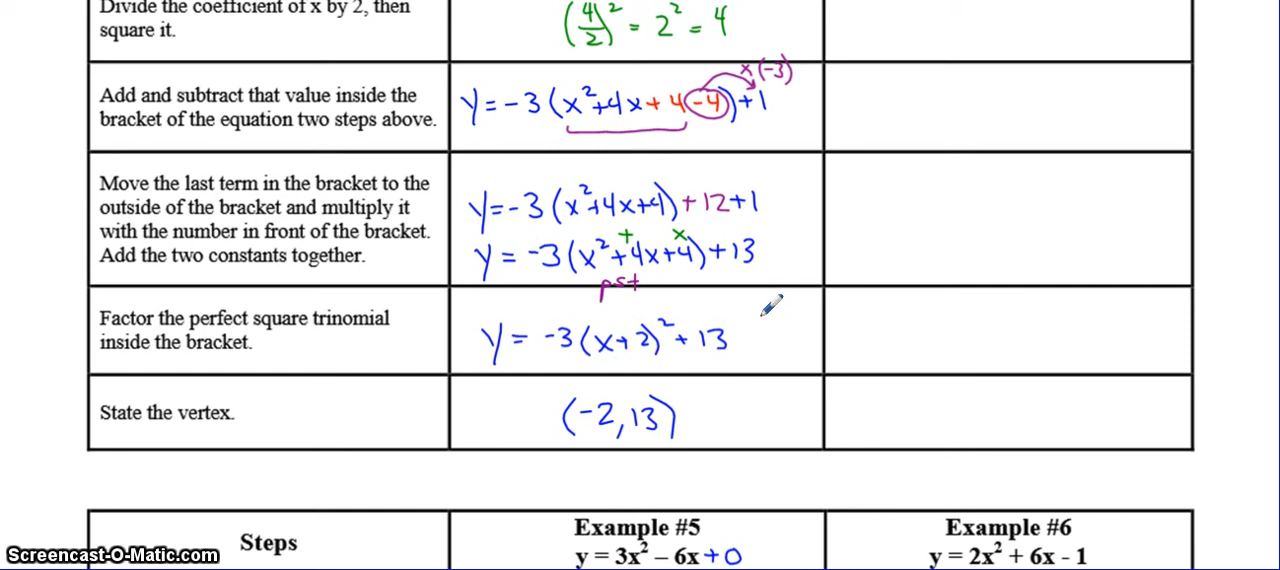 Divide the coefficient of x by 2, then
square it.
(4/2)² = 2² = 4
x (-3)
Add and subtract that value inside the
bracket of the equation two steps above.
y = -3 (x² + 4x + 4 - 4) + 1
Move the last term in the bracket to the
outside of the bracket and multiply it
with the number in front of the bracket.
Add the two constants together.
y = -3 (x² + 4x + 4) + 12 + 1
+ x
y = -3 (x² + 4x + 4) + 13
pst
Factor the perfect square trinomial
inside the bracket.
y = -3 (x + 2)² + 13
State the vertex.
(-2, 13)
Steps
Example #5
y = 3x² – 6x + 0
Example #6
y = 2x² + 6x - 1
Screencast-O-Matic.com